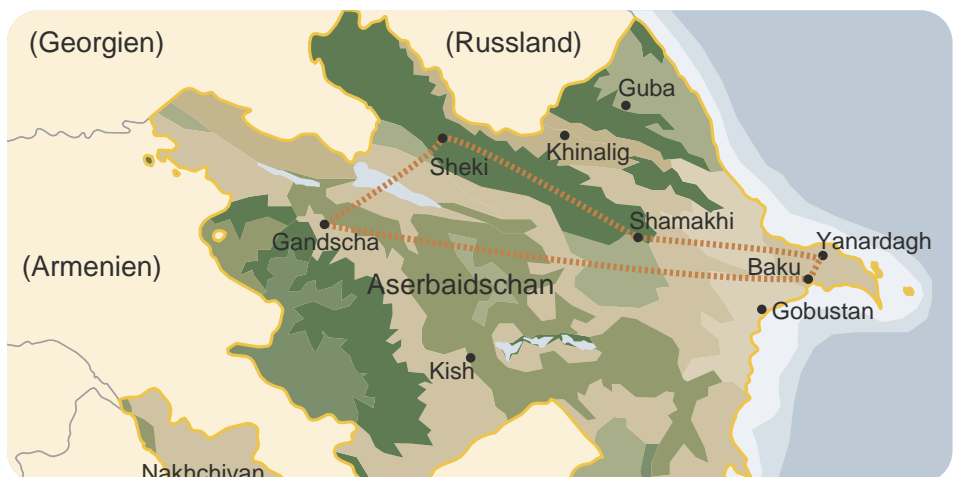 (Georgien)
(Russland)
Guba
Khinalig
Sheki
Shamakhi
Gandscha
Yanardagh
(Armenien)
Baku
Aserbaidschan
Gobustan
Kish
Nakhchivan